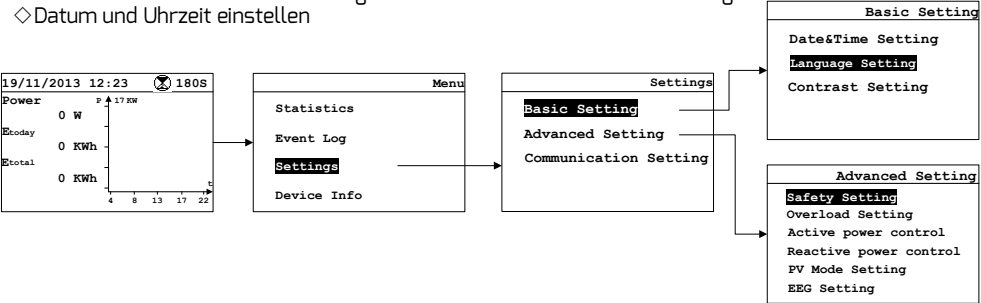 ◇Datum und Uhrzeit einstellen
19/11/2013 12:23 180S
Power
P 17 KW
0 W
Etoday
0 KWh
Etotal
0 KWh
t
4 8 13 17 22
Menu
Statistics
Event Log
Settings
Device Info
Settings
Basic Setting
Advanced Setting
Communication Setting
Basic Setting
Date&Time Setting
Language Setting
Contrast Setting
Advanced Setting
Safety Setting
Overload Setting
Active power control
Reactive power control
PV Mode Setting
EEG Setting